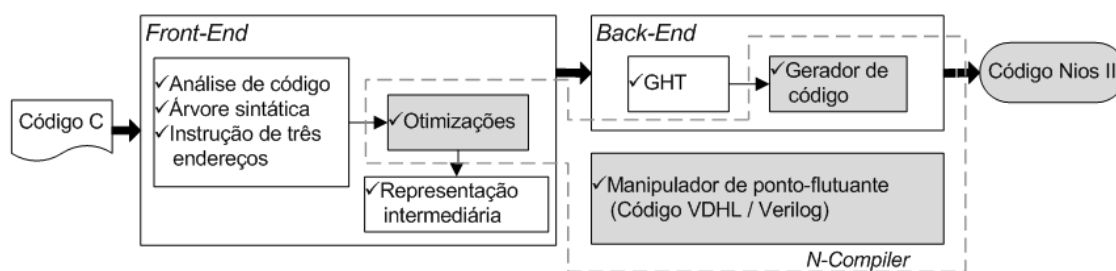 Código C
Front-End
✓Análise de código
✓Árvore sintática
✓Instrução de três
endereços
✓Otimizações
✓Representação
intermediária
Back-End
✓GHT
✓Gerador de
código
✓Manipulador de ponto-flutuante
(Código VDHL / Verilog)
N-Compiler
Código Nios II